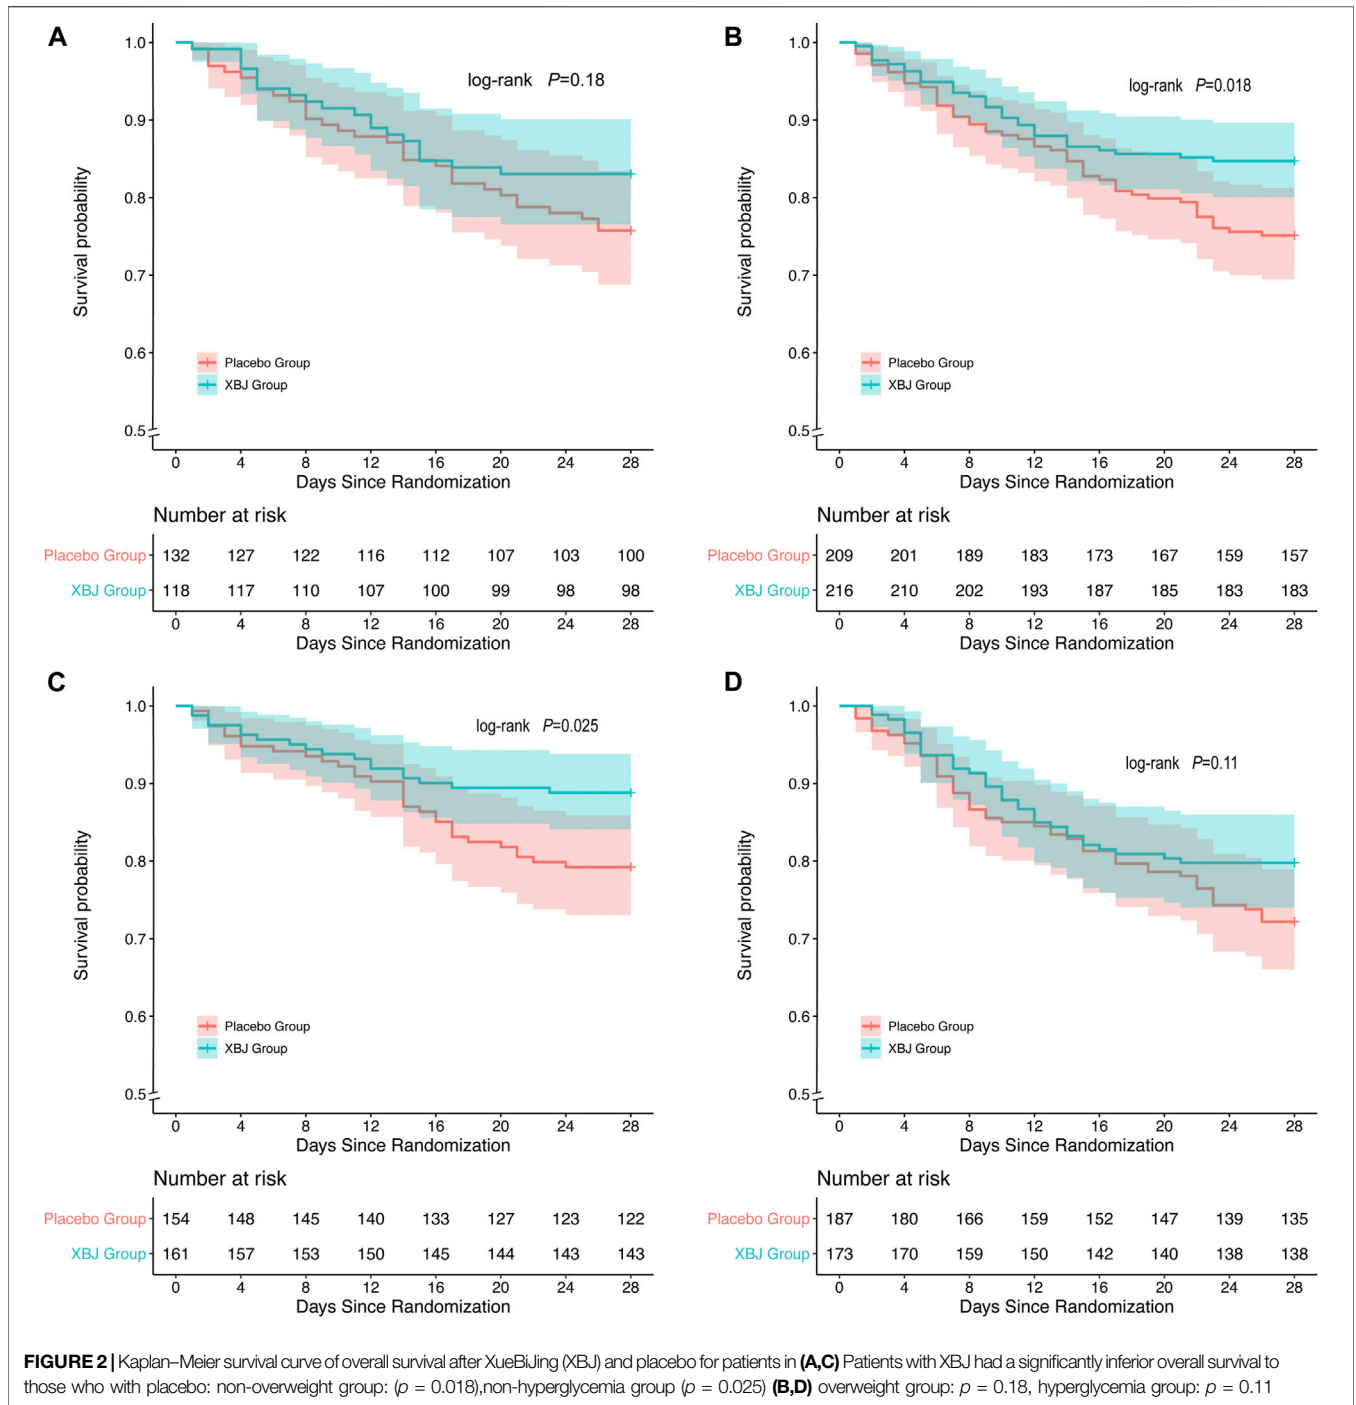 A
1.0
0.9
0.8
0.7
0.6
0.5
Survival probability
log-rank P=0.18
Placebo Group
XBJ Group
0 4 8 12 16 20 24 28
Days Since Randomization
Number at risk
Placebo Group 132 127 122 116 112 107 103 100
XBJ Group 118 117 110 107 100 99 98 98
0 4 8 12 16 20 24 28
Days Since Randomization
B
1.0
0.9
0.8
0.7
0.6
0.5
Survival probability
log-rank P=0.018
Placebo Group
XBJ Group
0 4 8 12 16 20 24 28
Days Since Randomization
Number at risk
Placebo Group 209 201 189 183 173 167 159 157
XBJ Group 216 210 202 193 187 185 183 183
0 4 8 12 16 20 24 28
Days Since Randomization
C
1.0
0.9
0.8
0.7
0.6
0.5
Survival probability
log-rank P=0.025
Placebo Group
XBJ Group
0 4 8 12 16 20 24 28
Days Since Randomization
Number at risk
Placebo Group 154 148 145 140 133 127 123 122
XBJ Group 161 157 153 150 145 144 143 143
0 4 8 12 16 20 24 28
Days Since Randomization
D
1.0
0.9
0.8
0.7
0.6
0.5
Survival probability
log-rank P=0.11
Placebo Group
XBJ Group
0 4 8 12 16 20 24 28
Days Since Randomization
Number at risk
Placebo Group 187 180 166 159 152 147 139 135
XBJ Group 173 170 159 150 142 140 138 138
0 4 8 12 16 20 24 28
Days Since Randomization
FIGURE 2 | Kaplan–Meier survival curve of overall survival after XueBiJing (XBJ) and placebo for patients in (A,C) Patients with XBJ had a significantly inferior overall survival to
those who with placebo: non-overweight group: (p = 0.018),non-hyperglycemia group (p = 0.025) (B,D) overweight group: p = 0.18, hyperglycemia group: p = 0.11